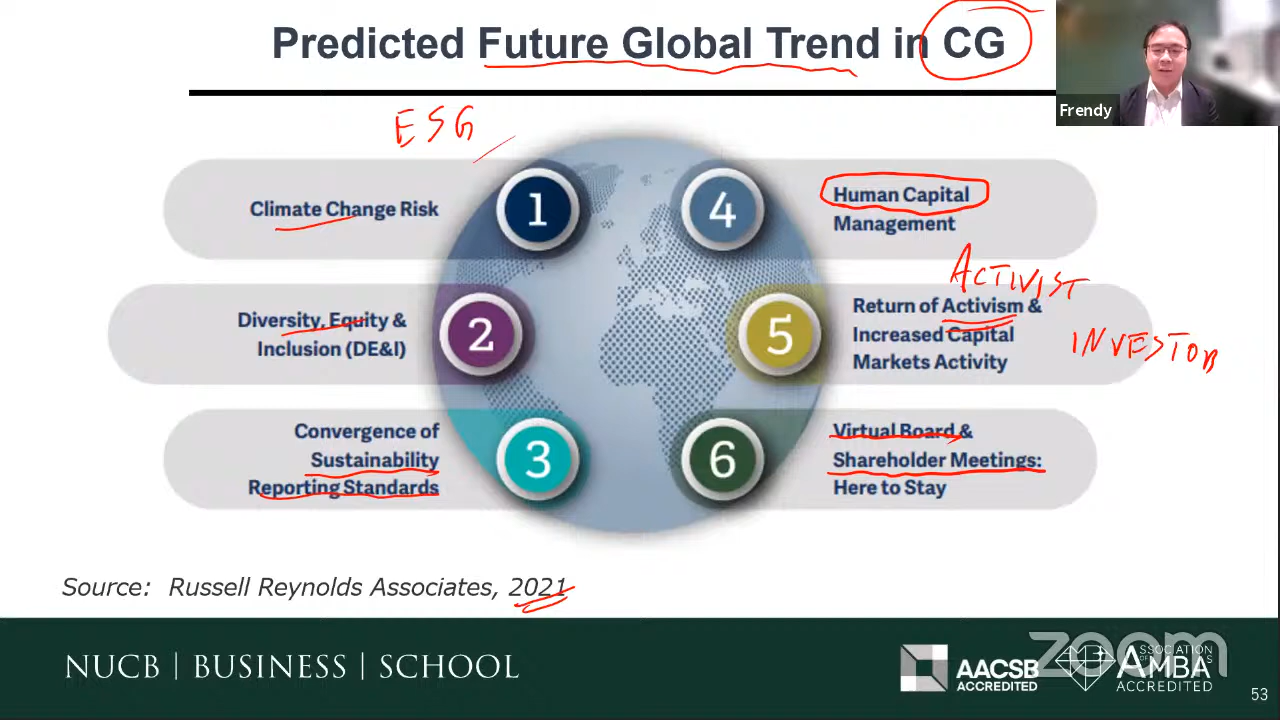 Predicted Future Global Trend in CG
Frendy
ESG
1
Climate Change Risk
2
Diversity, Equity &
Inclusion (DE&I)
3
Convergence of
Sustainability
Reporting Standards
4
Human Capital
Management
ACTIVIST
5
Return of Activism &
Increased Capital
Markets Activity
INVESTOR
6
Virtual Board &
Shareholder Meetings:
Here to Stay
Source: Russell Reynolds Associates, 2021
NUCB | BUSINESS | SCHOOL
AACSB
ACCREDITED
zoom
ASSOCIATION
AMBA
ACCREDITED
53